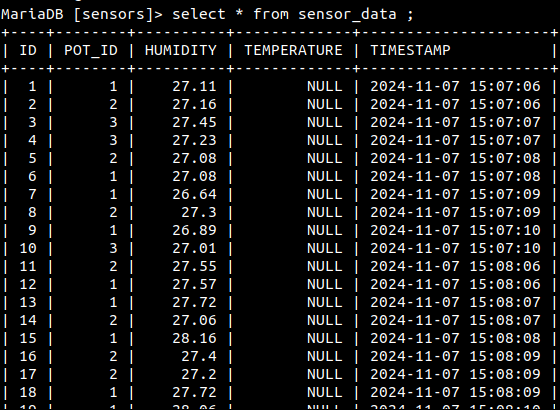 MariaDB [sensors]> select * from sensor_data ;
+----+--------+----------+-------------+---------------------+
| ID | POT_ID | HUMIDITY | TEMPERATURE | TIMESTAMP           |
+----+--------+----------+-------------+---------------------+
|  1 |      1 |    27.11 |        NULL | 2024-11-07 15:07:06 |
|  2 |      2 |    27.16 |        NULL | 2024-11-07 15:07:06 |
|  3 |      3 |    27.45 |        NULL | 2024-11-07 15:07:07 |
|  4 |      3 |    27.23 |        NULL | 2024-11-07 15:07:07 |
|  5 |      2 |    27.08 |        NULL | 2024-11-07 15:07:08 |
|  6 |      1 |    27.08 |        NULL | 2024-11-07 15:07:08 |
|  7 |      1 |    26.64 |        NULL | 2024-11-07 15:07:09 |
|  8 |      2 |     27.3 |        NULL | 2024-11-07 15:07:09 |
|  9 |      1 |    26.89 |        NULL | 2024-11-07 15:07:10 |
| 10 |      3 |    27.01 |        NULL | 2024-11-07 15:07:10 |
| 11 |      2 |    27.55 |        NULL | 2024-11-07 15:08:06 |
| 12 |      1 |    27.57 |        NULL | 2024-11-07 15:08:06 |
| 13 |      1 |    27.72 |        NULL | 2024-11-07 15:08:07 |
| 14 |      2 |    27.06 |        NULL | 2024-11-07 15:08:07 |
| 15 |      1 |    28.16 |        NULL | 2024-11-07 15:08:08 |
| 16 |      2 |     27.4 |        NULL | 2024-11-07 15:08:09 |
| 17 |      2 |     27.2 |        NULL | 2024-11-07 15:08:09 |
| 18 |      1 |    27.72 |        NULL | 2024-11-07 15:08:09 |